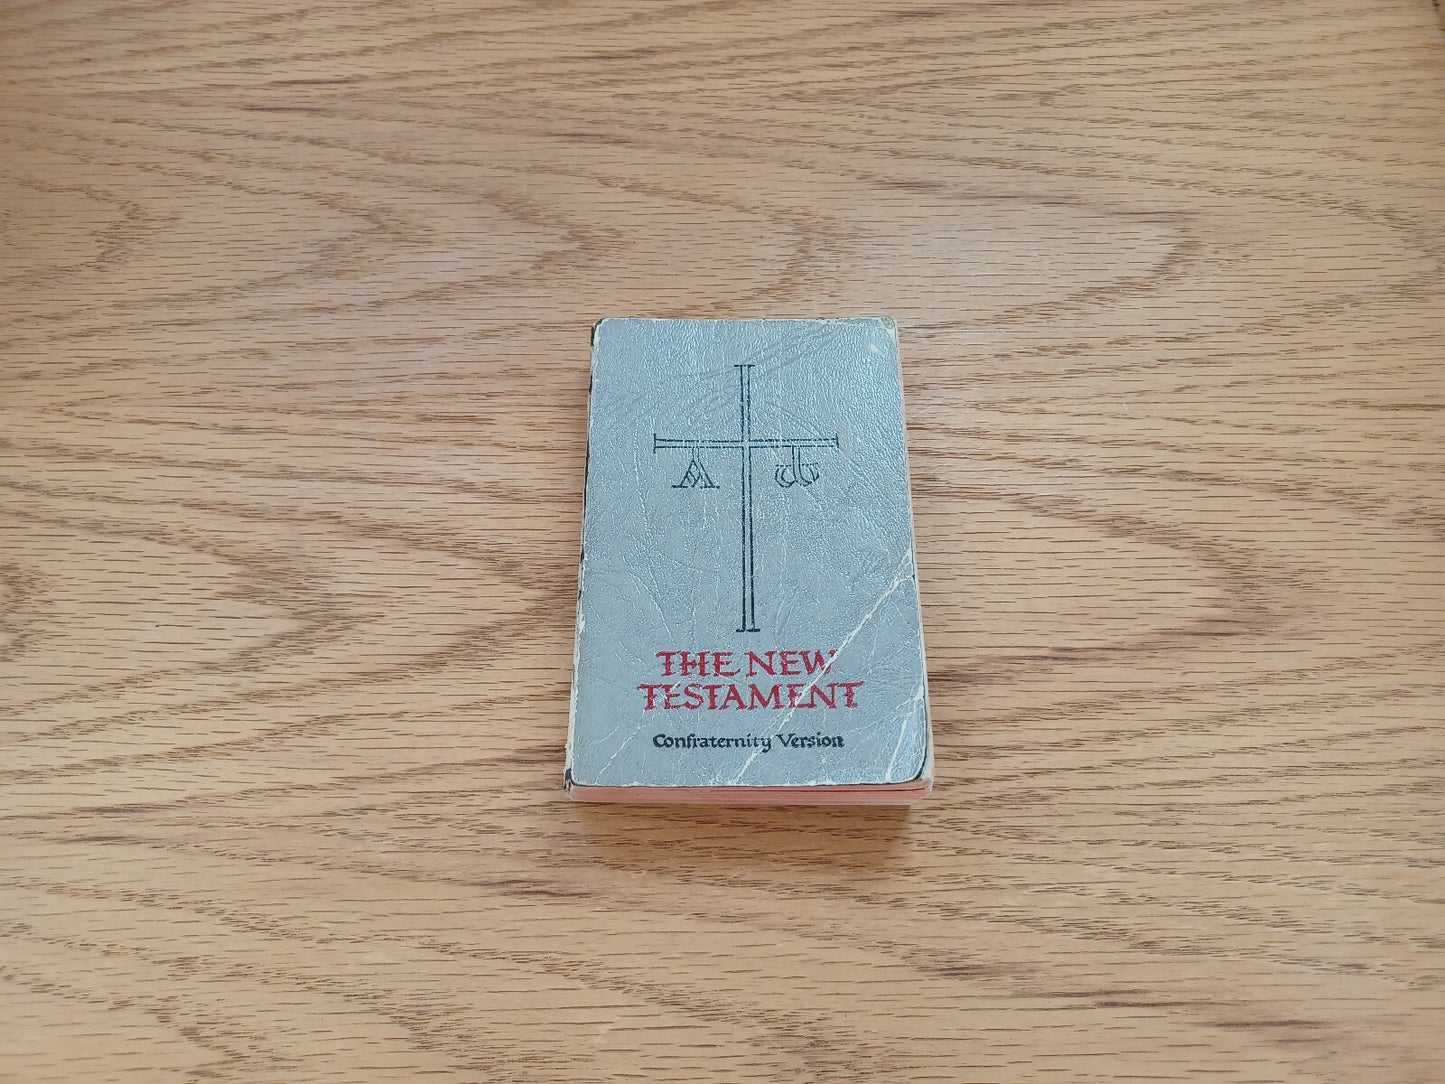 A ω
THE NEW
TESTAMENT
Confraternity Version